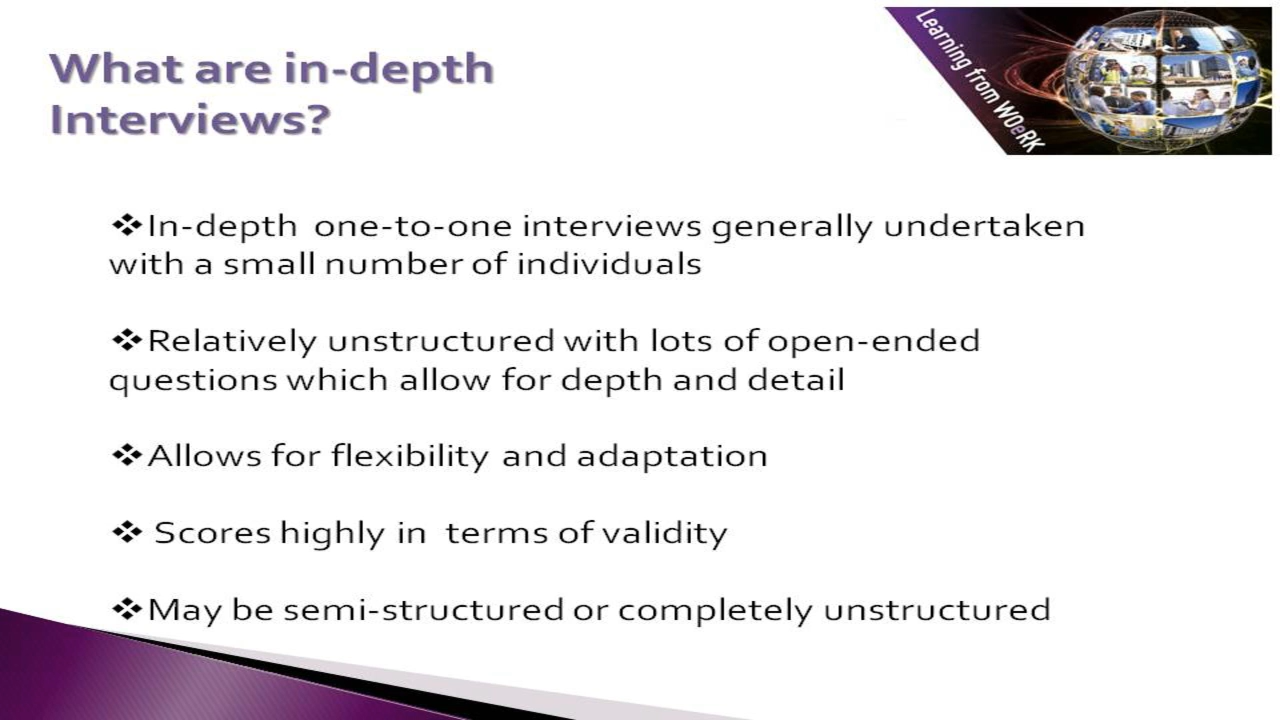 What are in-depth
Interviews?
Learning from WOeRK
❖In-depth one-to-one interviews generally undertaken
with a small number of individuals
❖Relatively unstructured with lots of open-ended
questions which allow for depth and detail
❖Allows for flexibility and adaptation
❖ Scores highly in terms of validity
❖May be semi-structured or completely unstructured